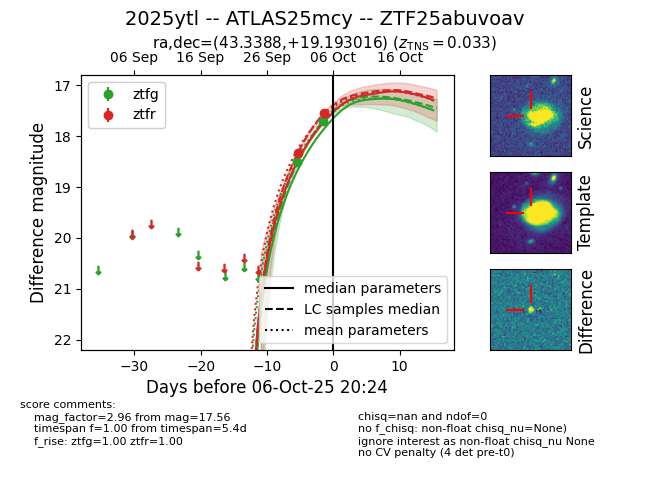 2025ytl -- ATLAS25mcy -- ZTF25abuvoav
ra,dec=(43.3388,+19.193016) (z_TNS = 0.033)
06 Sep 16 Sep 26 Sep 06 Oct 16 Oct
ztfg
ztfr
17
18
19
20
21
22
Difference magnitude
median parameters
LC samples median
mean parameters
−30 −20 −10 0 10
Days before 06-Oct-25 20:24
Science
Template
Difference
score comments:
mag_factor=2.96 from mag=17.56
timespan f=1.00 from timespan=5.4d
f_rise: ztfg=1.00 ztfr=1.00
chisq=nan and ndof=0
no f_chisq: non-float chisq_nu=None)
ignore interest as non-float chisq_nu None
no CV penalty (4 det pre-t0)